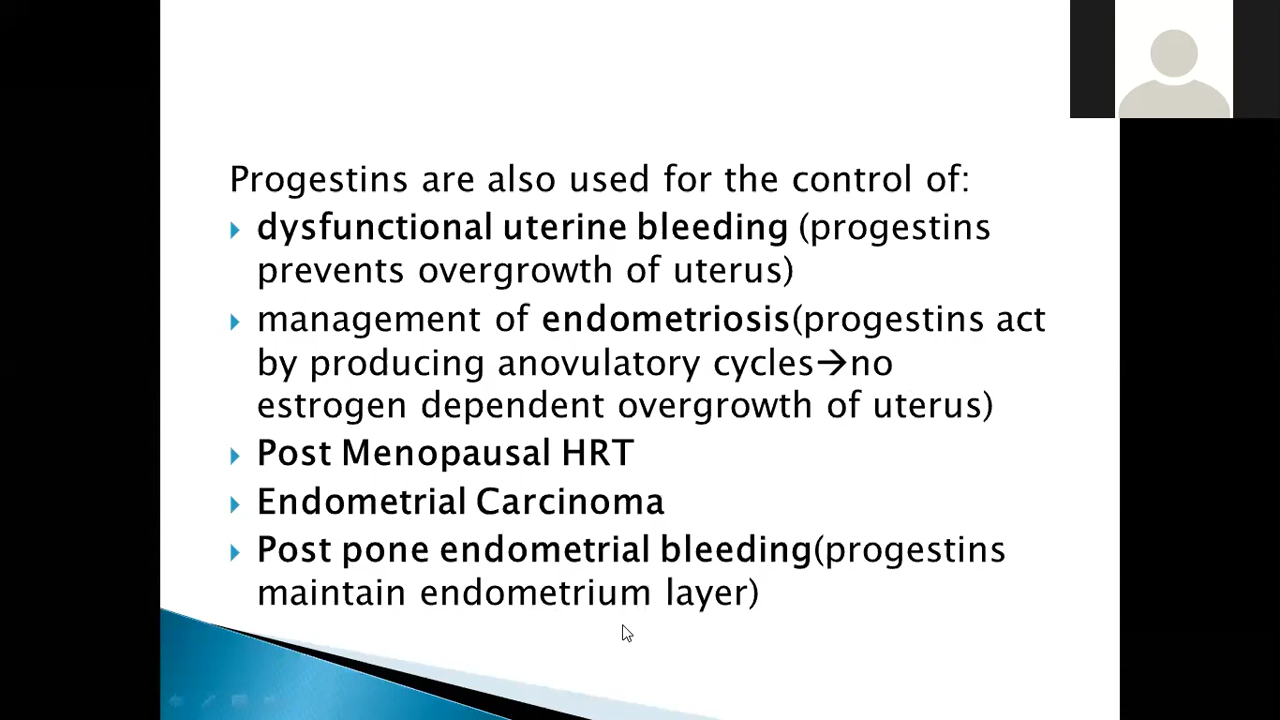 Progestins are also used for the control of:
dysfunctional uterine bleeding (progestins
prevents overgrowth of uterus)
management of endometriosis(progestins act
by producing anovulatory cycles→no
estrogen dependent overgrowth of uterus)
Post Menopausal HRT
Endometrial Carcinoma
Post pone endometrial bleeding(progestins
maintain endometrium layer)